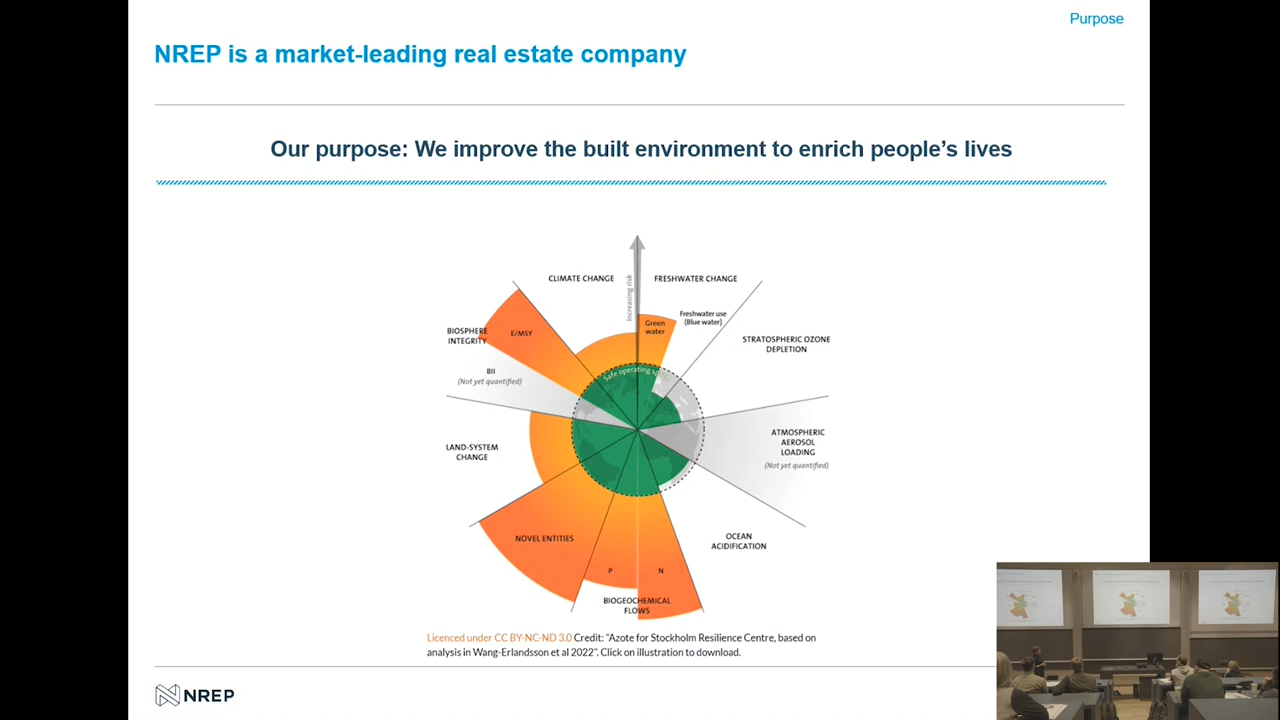 Purpose
NREP is a market-leading real estate company
Our purpose: We improve the built environment to enrich people's lives
CLIMATE CHANGE
FRESHWATER CHANGE
Increasing risk
Green
water
Freshwater use
(Blue water)
BIOSPHERE
INTEGRITY
E/MSY
STRATOSPHERIC OZONE
DEPLETION
BII
(Not yet quantified)
Safe operating
LAND-SYSTEM
CHANGE
ATMOSPHERIC
AEROSOL
LOADING
(Not yet quantified)
NOVEL ENTITIES
OCEAN
ACIDIFICATION
P
N
BIOGEOCHEMICAL
FLOWS
Licenced under CC BY-NC-ND 3.0 Credit: "Azote for Stockholm Resilience Centre, based on
analysis in Wang-Erlandsson et al 2022". Click on illustration to download.
NREP